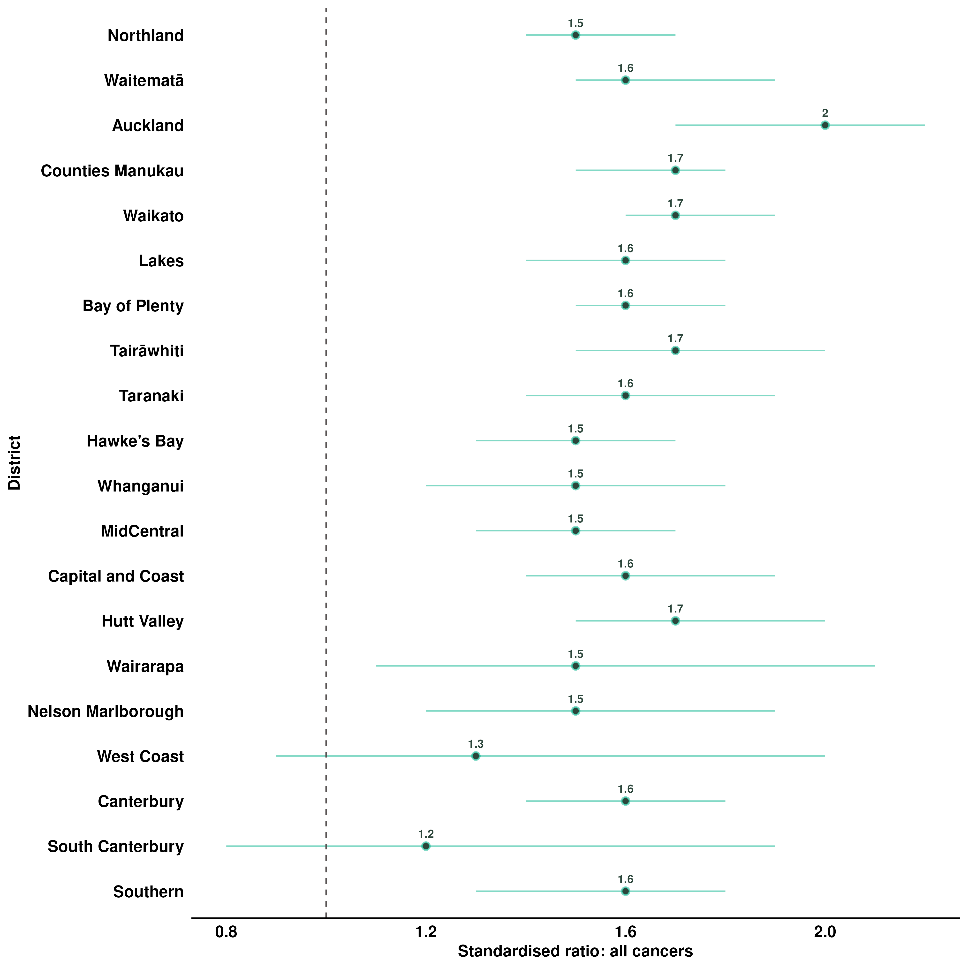 Northland 1.5
Waitematā 1.6
Auckland 2
Counties Manukau 1.7
Waikato 1.7
Lakes 1.6
Bay of Plenty 1.6
Tairāwhiti 1.7
Taranaki 1.6
Hawke's Bay 1.5
Whanganui 1.5
MidCentral 1.5
Capital and Coast 1.6
Hutt Valley 1.7
Wairarapa 1.5
Nelson Marlborough 1.5
West Coast 1.3
Canterbury 1.6
South Canterbury 1.2
Southern 1.6
District
0.8 1.2 1.6 2.0
Standardised ratio: all cancers